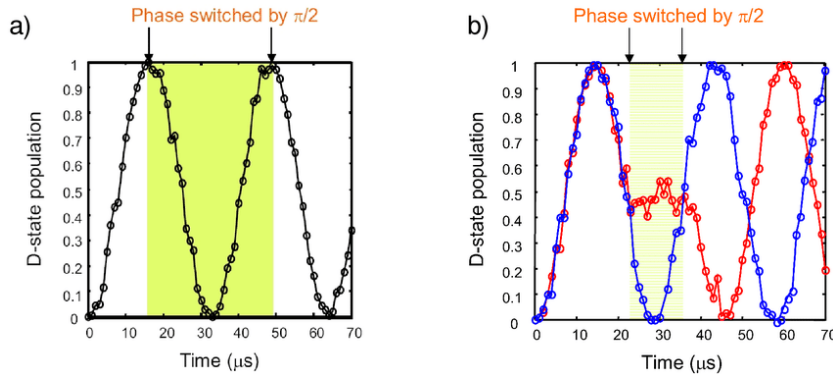 Phase switched by π/2
a)
1
0.9
0.8
0.7
0.6
0.5
0.4
0.3
0.2
0.1
0
D-state population
0 10 20 30 40 50 60 70
Time (μs)
Phase switched by π/2
b)
1
0.9
0.8
0.7
0.6
0.5
0.4
0.3
0.2
0.1
0
D-state population
0 10 20 30 40 50 60 70
Time (μs)